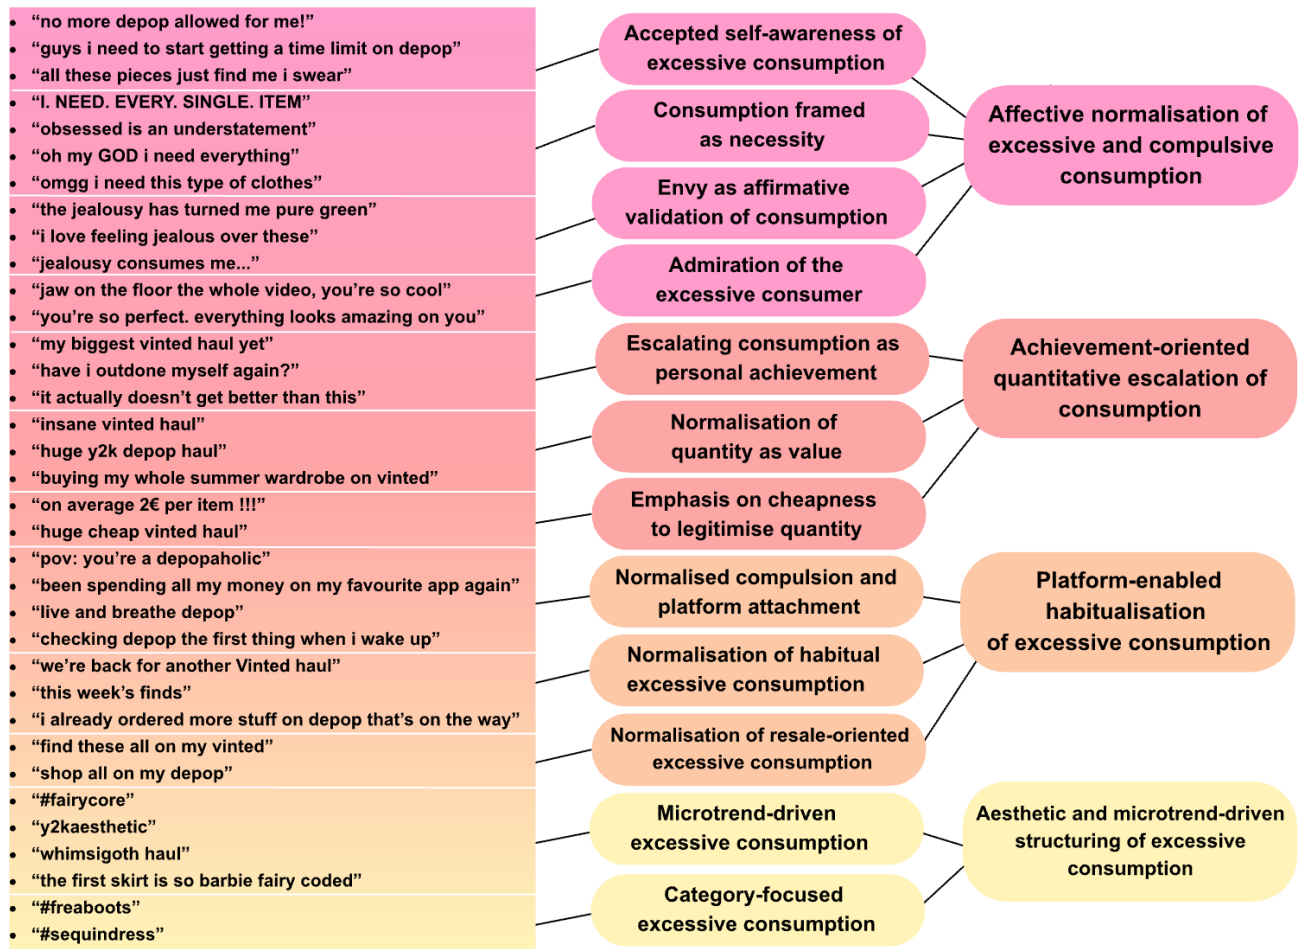 “no more depop allowed for me!”
“guys i need to start getting a time limit on depop”
“all these pieces just find me i swear”
“I. NEED. EVERY. SINGLE. ITEM”
“obsessed is an understatement”
“oh my GOD i need everything”
“omgg i need this type of clothes”
“the jealousy has turned me pure green”
“i love feeling jealous over these”
“jealousy consumes me...”
“jaw on the floor the whole video, you’re so cool”
“you’re so perfect. everything looks amazing on you”
“my biggest vinted haul yet”
“have i outdone myself again?”
“it actually doesn’t get better than this”
“insane vinted haul”
“huge y2k depop haul”
“buying my whole summer wardrobe on vinted”
“on average 2€ per item !!!”
“huge cheap vinted haul”
“pov: you’re a depopaholic”
“been spending all my money on my favourite app again”
“live and breathe depop”
“checking depop the first thing when i wake up”
“we’re back for another Vinted haul”
“this week’s finds”
“i already ordered more stuff on depop that’s on the way”
“find these all on my vinted”
“shop all on my depop”
“#fairycore”
“y2kaesthetic”
“whimsigoth haul”
“the first skirt is so barbie fairy coded”
“#freaboots”
“#sequindress”
Accepted self-awareness of
excessive consumption
Consumption framed
as necessity
Envy as affirmative
validation of consumption
Admiration of the
excessive consumer
Escalating consumption as
personal achievement
Normalisation of
quantity as value
Emphasis on cheapness
to legitimise quantity
Normalised compulsion and
platform attachment
Normalisation of habitual
excessive consumption
Normalisation of resale-oriented
excessive consumption
Microtrend-driven
excessive consumption
Category-focused
excessive consumption
Affective normalisation of
excessive and compulsive
consumption
Achievement-oriented
quantitative escalation of
consumption
Platform-enabled
habitualisation
of excessive consumption
Aesthetic and microtrend-driven
structuring of excessive
consumption